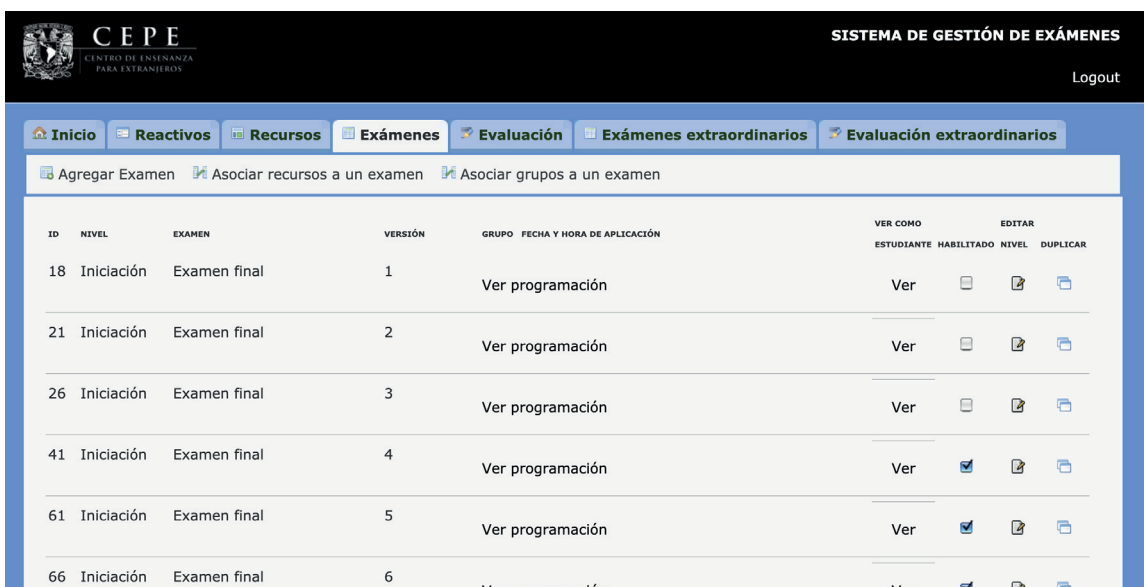 CEPE
CENTRO DE ENSEÑANZA
PARA EXTRANJEROS
SISTEMA DE GESTIÓN DE EXÁMENES
Logout
Inicio Reactivos Recursos Exámenes Evaluación Exámenes extraordinarios Evaluación extraordinarios
Agregar Examen Asociar recursos a un examen Asociar grupos a un examen
VER COMO EDITAR
ID NIVEL EXAMEN VERSIÓN GRUPO FECHA Y HORA DE APLICACIÓN
ESTUDIANTE HABILITADO NIVEL DUPLICAR
18 Iniciación Examen final 1
Ver programación Ver
21 Iniciación Examen final 2
Ver programación Ver
26 Iniciación Examen final 3
Ver programación Ver
41 Iniciación Examen final 4
Ver programación Ver
61 Iniciación Examen final 5
Ver programación Ver
66 Iniciación Examen final 6